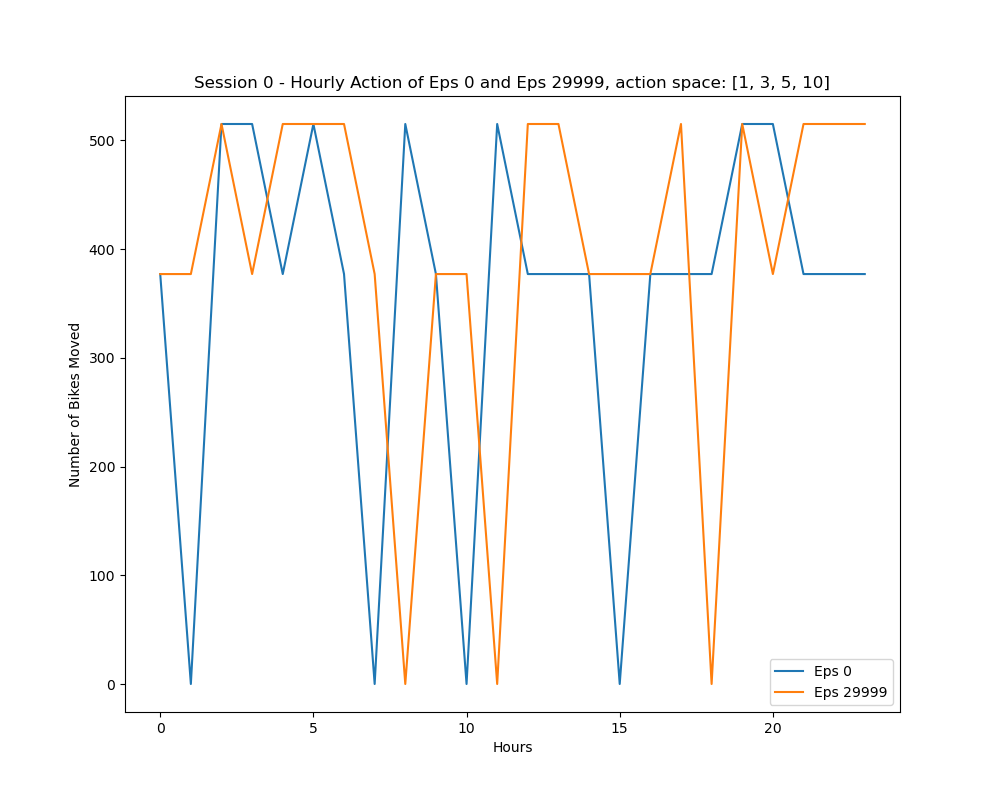 Session 0 - Hourly Action of Eps 0 and Eps 29999, action space: [1, 3, 5, 10]
500
400
300
200
100
0
Number of Bikes Moved
0 5 10 15 20
Hours
Eps 0
Eps 29999